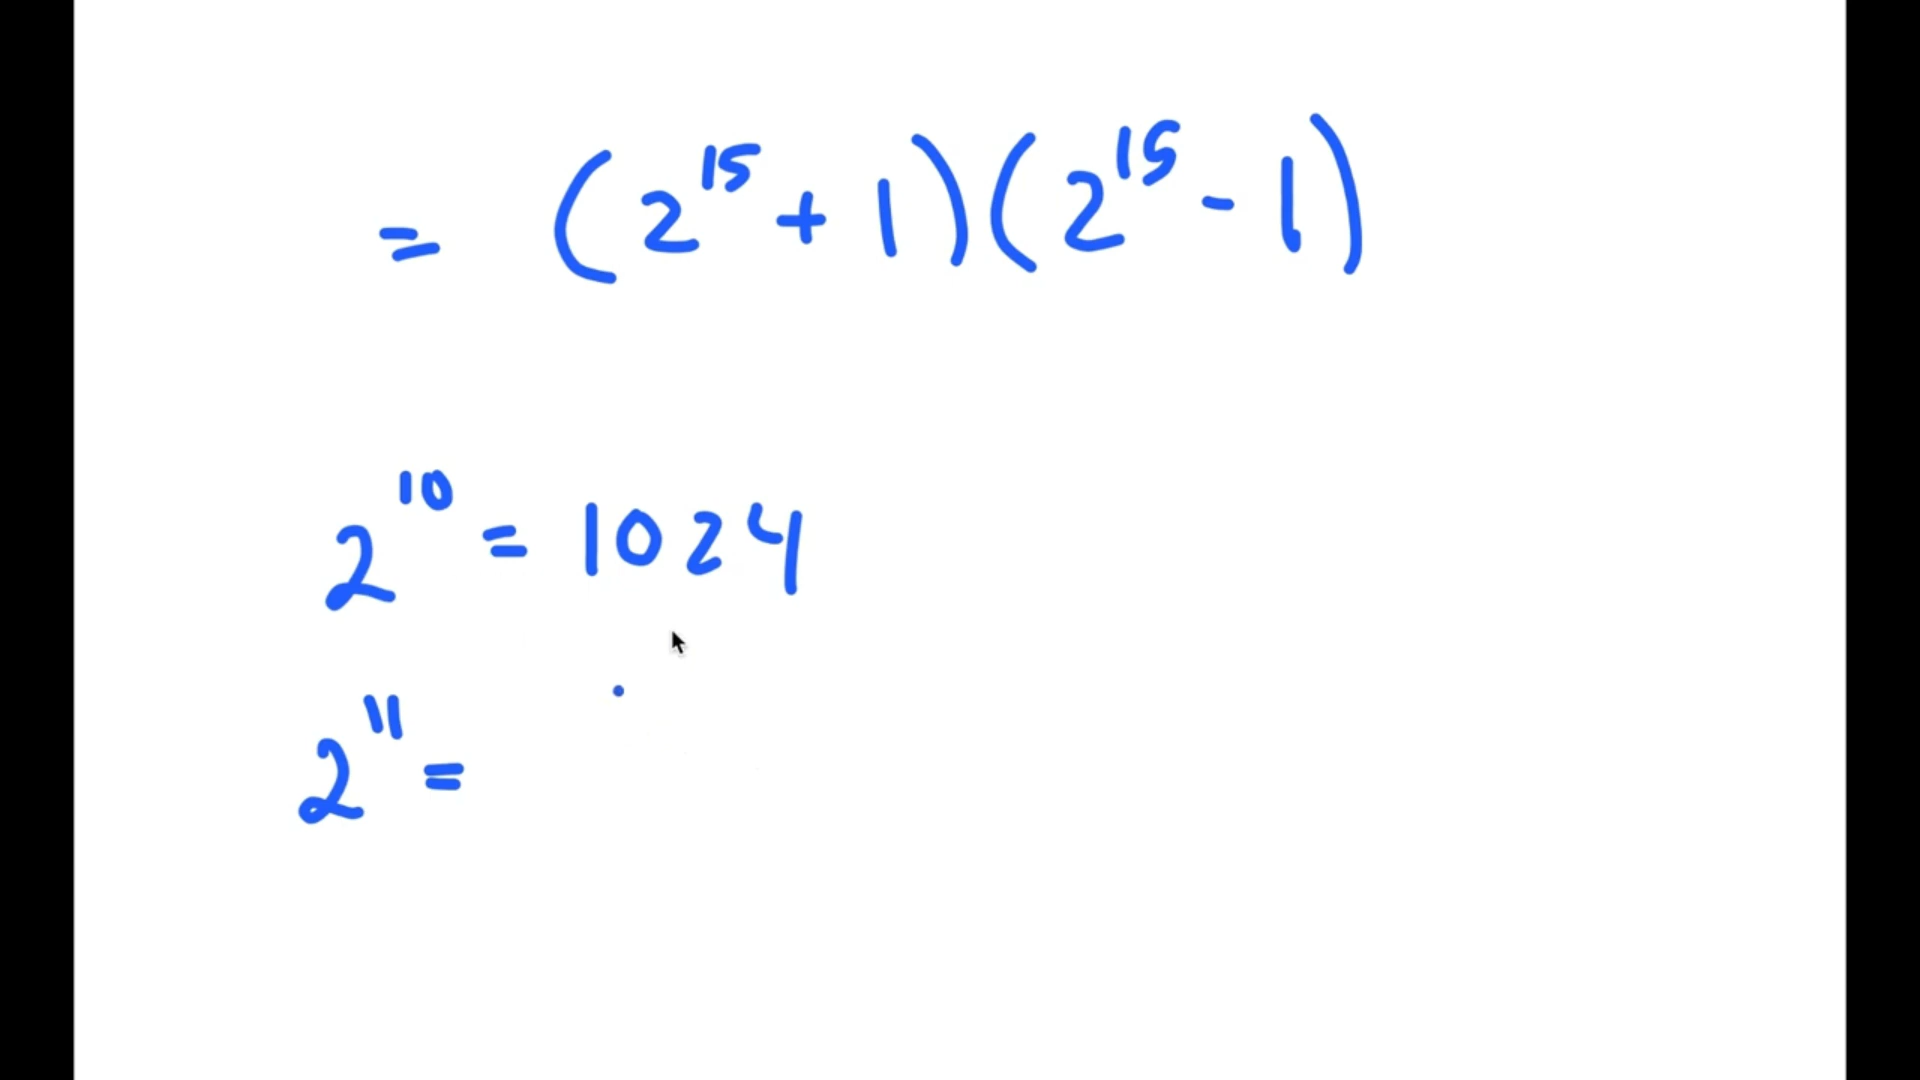 = (2^15 + 1)(2^15 - 1)
2^10 = 1024
2^11 =